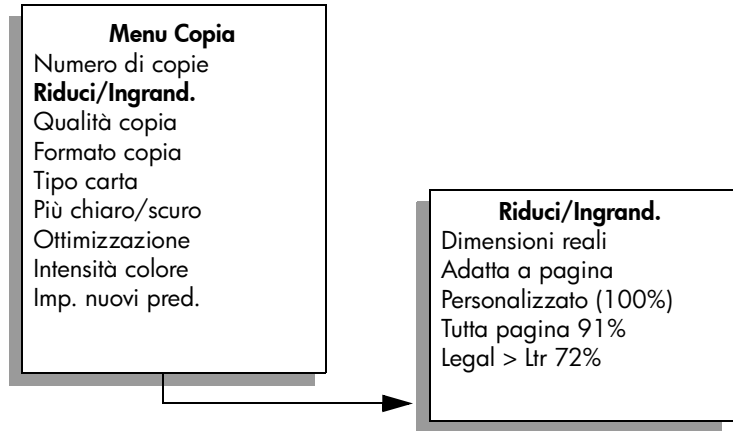 Menu Copia
Numero di copie
Riduci/Ingrand.
Qualità copia
Formato copia
Tipo carta
Più chiaro/scuro
Ottimizzazione
Intensità colore
Imp. nuovi pred.
Riduci/Ingrand.
Dimensioni reali
Adatta a pagina
Personalizzato (100%)
Tutta pagina 91%
Legal > Ltr 72%